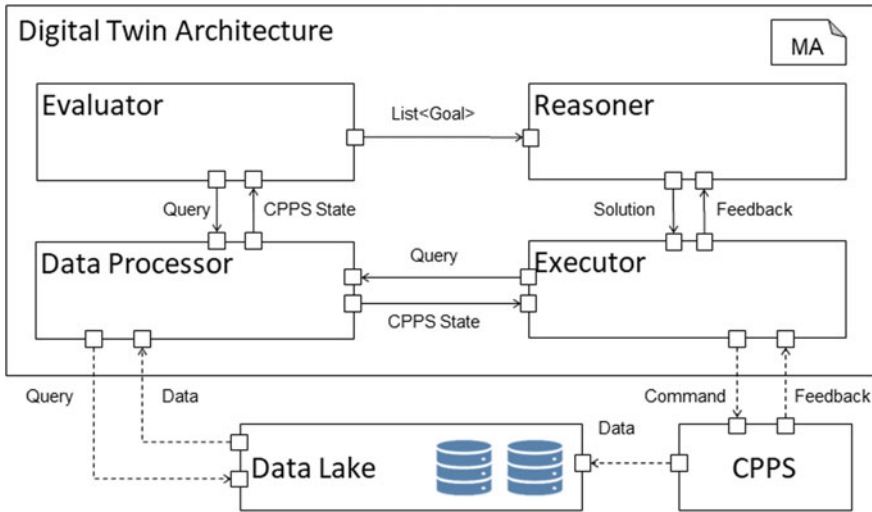 Digital Twin Architecture
MA
Evaluator
List<Goal>
Reasoner
Query
CPPS State
Solution
Feedback
Data Processor
Query
Executor
CPPS State
Query
Data
Command
Feedback
Data
Data Lake
CPPS